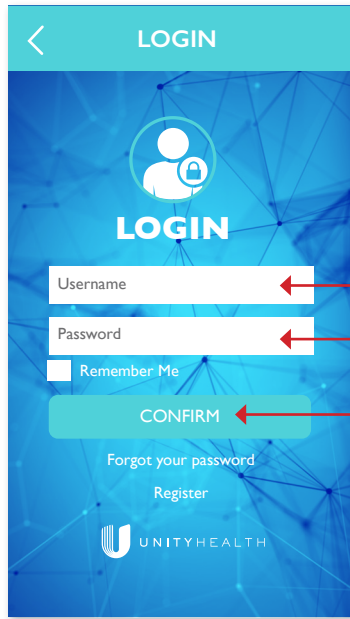 LOGIN
LOGIN
Username
Password
Remember Me
CONFIRM
Forgot your password
Register
UNITYHEALTH